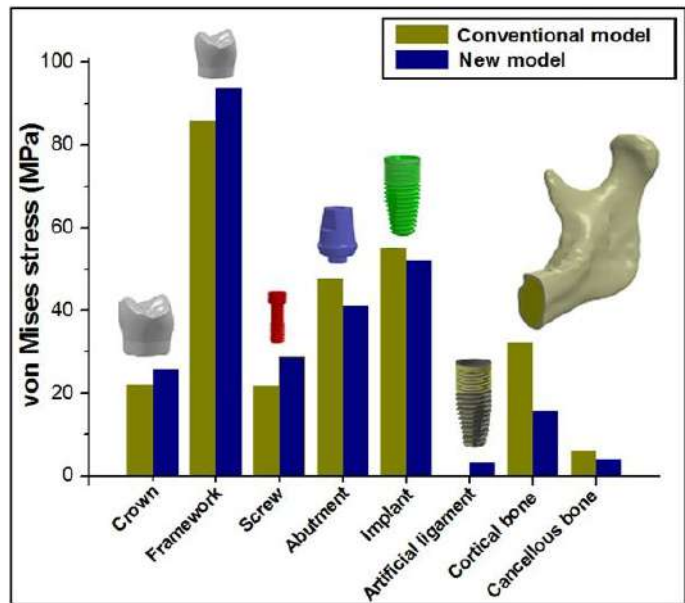 Conventional model
New model
von Mises stress (MPa)
100
80
60
40
20
0
Crown
Framework
Screw
Abutment
Implant
Artificial ligament
Cortical bone
Cancellous bone